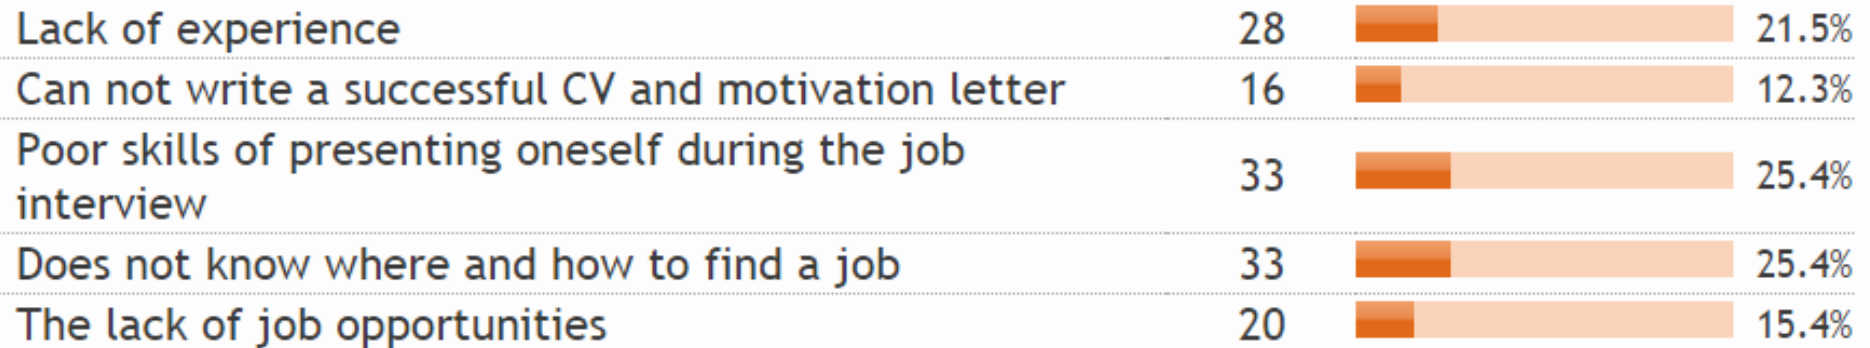 Lack of experience 28 21.5%
Can not write a successful CV and motivation letter 16 12.3%
Poor skills of presenting oneself during the job
interview 33 25.4%
Does not know where and how to find a job 33 25.4%
The lack of job opportunities 20 15.4%